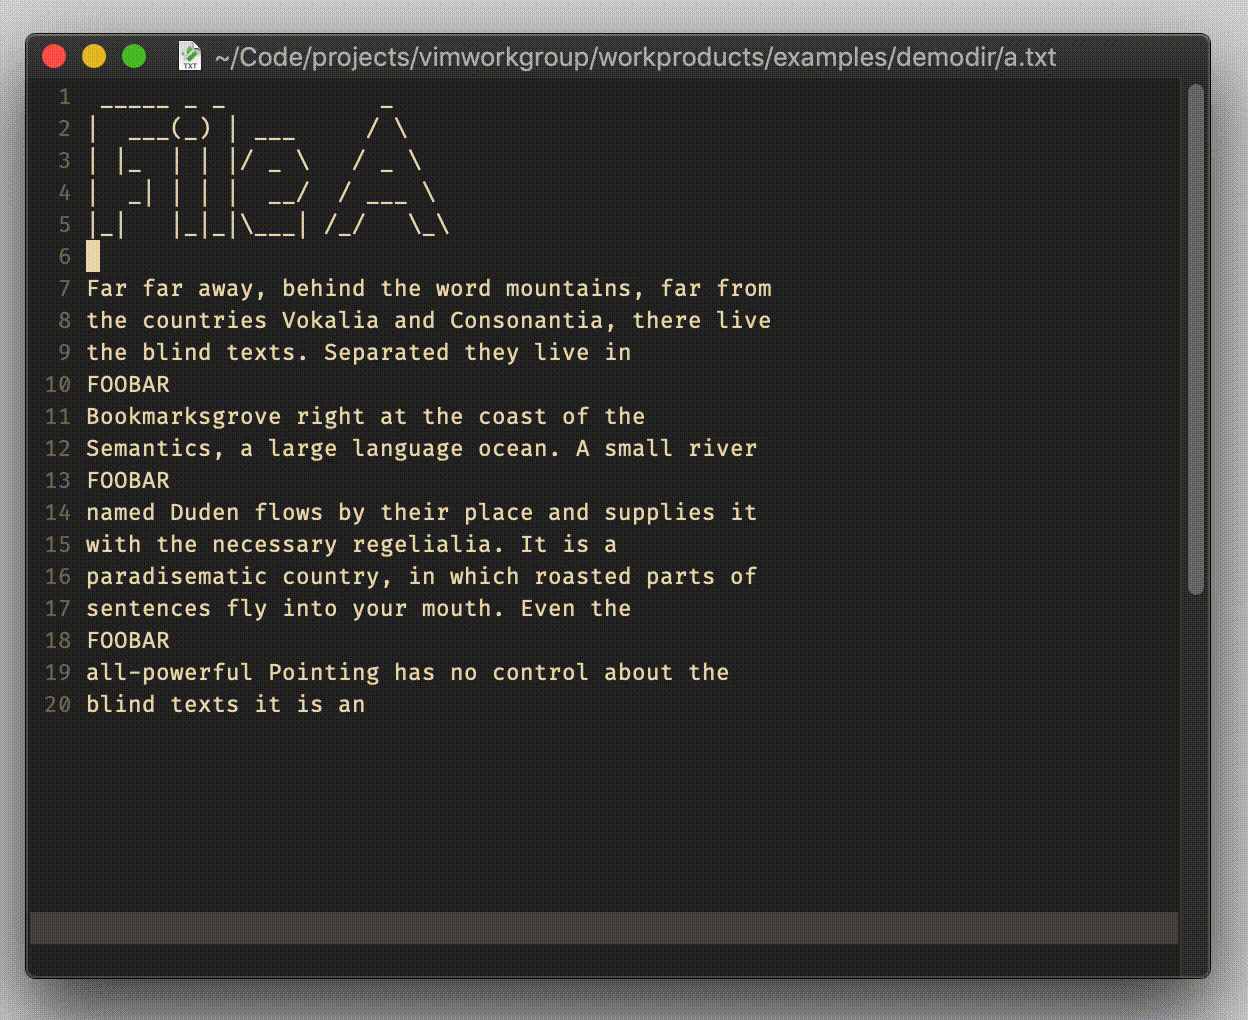 TXT ~/Code/projects/vimworkgroup/workproducts/examples/demodir/a.txt
1  _____ _ _           _
2 |  ___(_) | ___     / \
3 | |_  | | |/ _ \   / _ \
4 |  _| | | |  __/  / ___ \
5 |_|   |_|_|\___| /_/   \_\
6
7 Far far away, behind the word mountains, far from
8 the countries Vokalia and Consonantia, there live
9 the blind texts. Separated they live in
10 FOOBAR
11 Bookmarksgrove right at the coast of the
12 Semantics, a large language ocean. A small river
13 FOOBAR
14 named Duden flows by their place and supplies it
15 with the necessary regelialia. It is a
16 paradisematic country, in which roasted parts of
17 sentences fly into your mouth. Even the
18 FOOBAR
19 all-powerful Pointing has no control about the
20 blind texts it is an